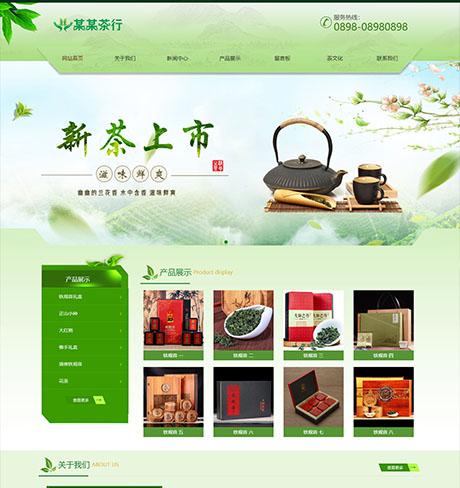 某某茶行
服务热线:
0898-08980898
网站首页 关于我们 新闻中心 产品展示 留言板 茶文化 联系我们
新茶上市
滋味鲜爽
幽幽的兰花香 水中含香 滋味鲜爽
产品展示
铁观音礼盒
正山小种
大红袍
佛手礼盒
清香铁观音
花茶
查看更多
产品展示 Product display
铁观音 一 铁观音 二 铁观音 三 铁观音 四
铁观音 五 铁观音 六 铁观音 七 铁观音 八
关于我们 ABOUT US
查看更多